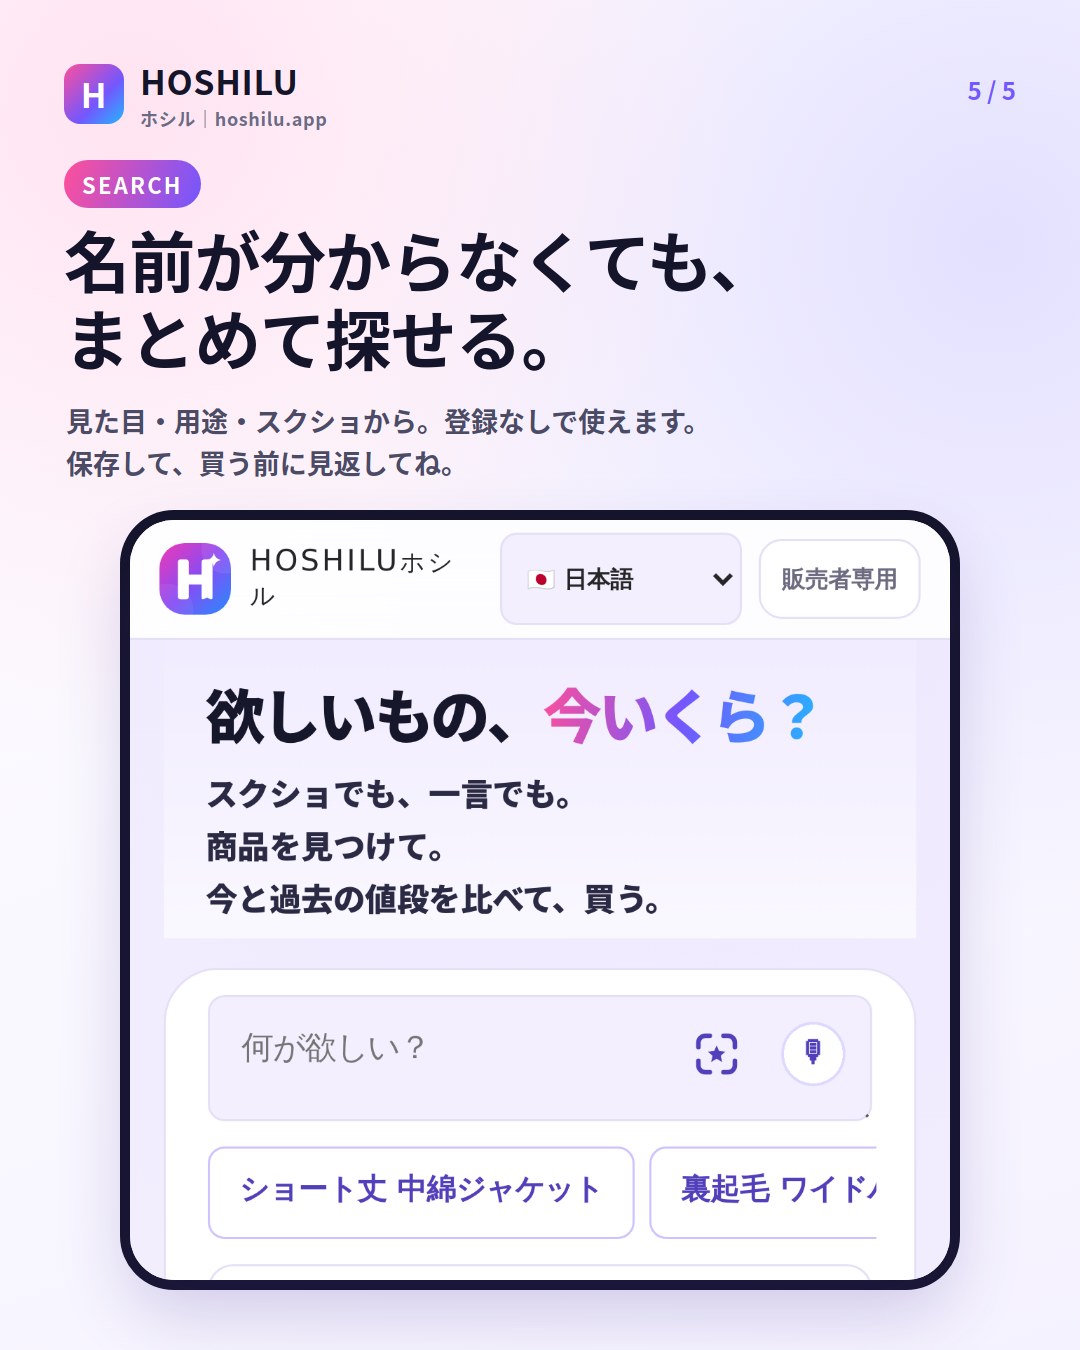 H
HOSHILU
ホシル｜hoshilu.app
5 / 5
SEARCH
名前が分からなくても、
まとめて探せる。
見た目・用途・スクショから。登録なしで使えます。
保存して、買う前に見返してね。
H
HOSHILUホシ
ル
日本語
販売者専用
欲しいもの、今いくら？
スクショでも、一言でも。
商品を見つけて。
今と過去の値段を比べて、買う。
何が欲しい？
ショート丈 中綿ジャケット
裏起毛 ワイド